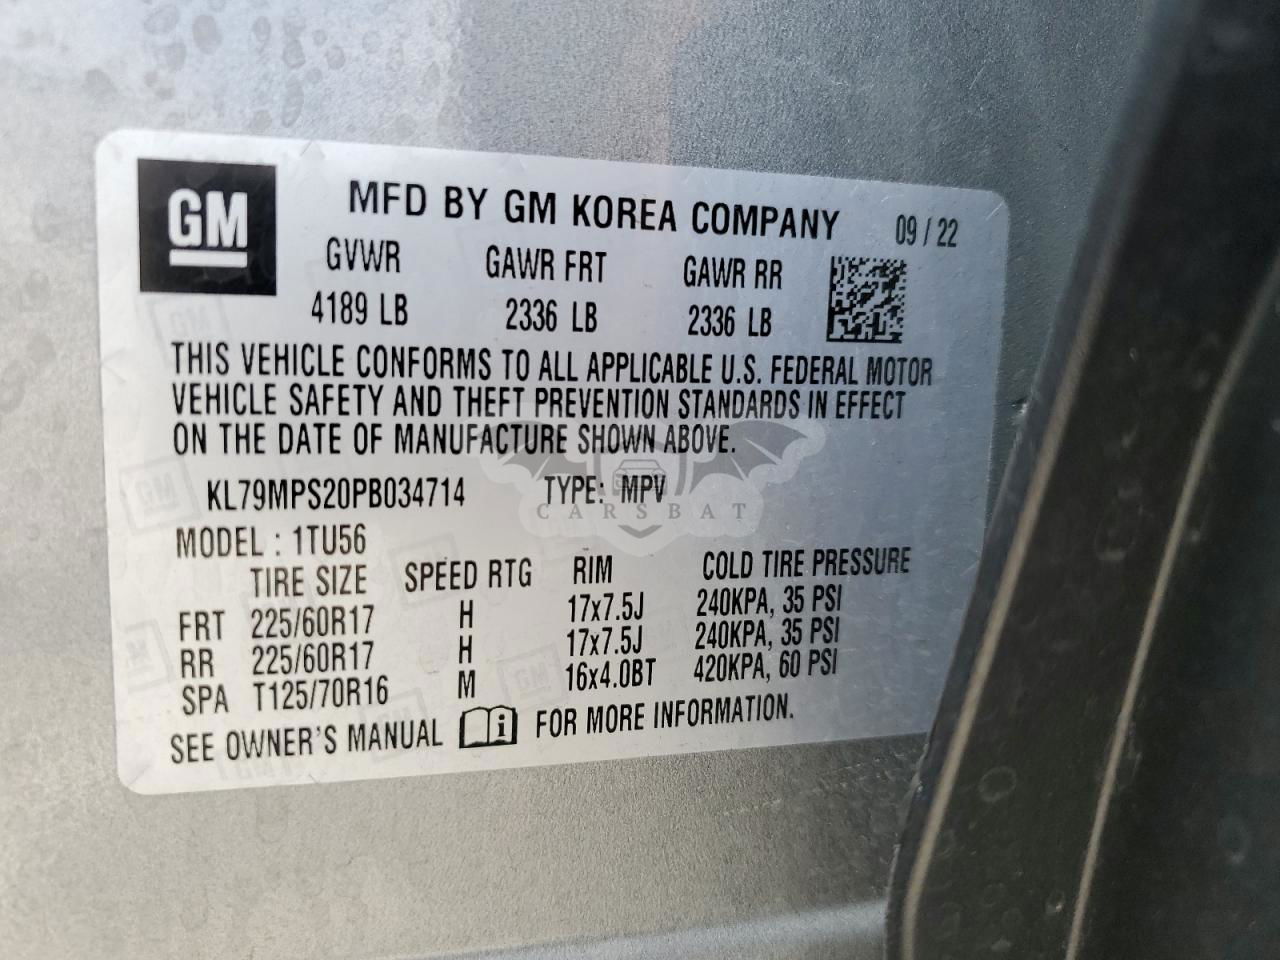 GM
MFD BY GM KOREA COMPANY 09 / 22
GVWR GAWR FRT GAWR RR
4189 LB 2336 LB 2336 LB
THIS VEHICLE CONFORMS TO ALL APPLICABLE U.S. FEDERAL MOTOR
VEHICLE SAFETY AND THEFT PREVENTION STANDARDS IN EFFECT
ON THE DATE OF MANUFACTURE SHOWN ABOVE.
KL79MPS20PB034714 TYPE: MPV
CARSBAT
MODEL : 1TU56
TIRE SIZE SPEED RTG RIM COLD TIRE PRESSURE
FRT 225/60R17 H 17x7.5J 240KPA, 35 PSI
RR 225/60R17 H 17x7.5J 240KPA, 35 PSI
SPA T125/70R16 M 16x4.0BT 420KPA, 60 PSI
SEE OWNER'S MANUAL i FOR MORE INFORMATION.